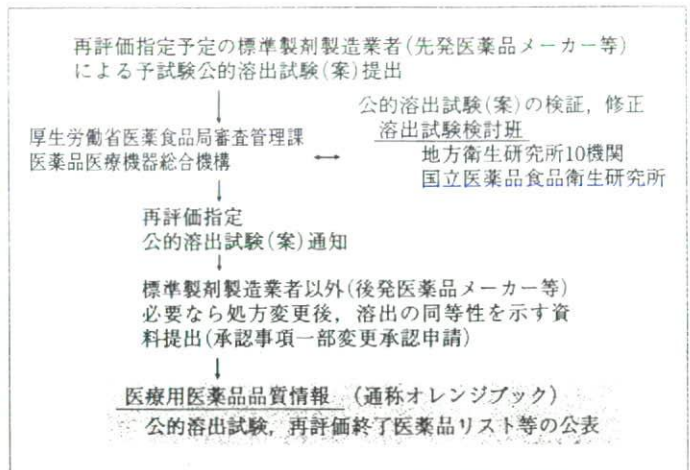 再評価指定予定の標準製剤製造業者(先発医薬品メーカー等)
による予試験公的溶出試験(案)提出
公的溶出試験(案)の検証，修正
溶出試験検討班
地方衛生研究所10機関
国立医薬品食品衛生研究所
厚生労働省医薬食品局審査管理課
医薬品医療機器総合機構
再評価指定
公的溶出試験(案)通知
標準製剤製造業者以外(後発医薬品メーカー等)
必要なら処方変更後，溶出の同等性を示す資
料提出(承認事項一部変更承認申請)
医療用医薬品品質情報 (通称オレンジブック)
公的溶出試験，再評価終了医薬品リスト等の公表